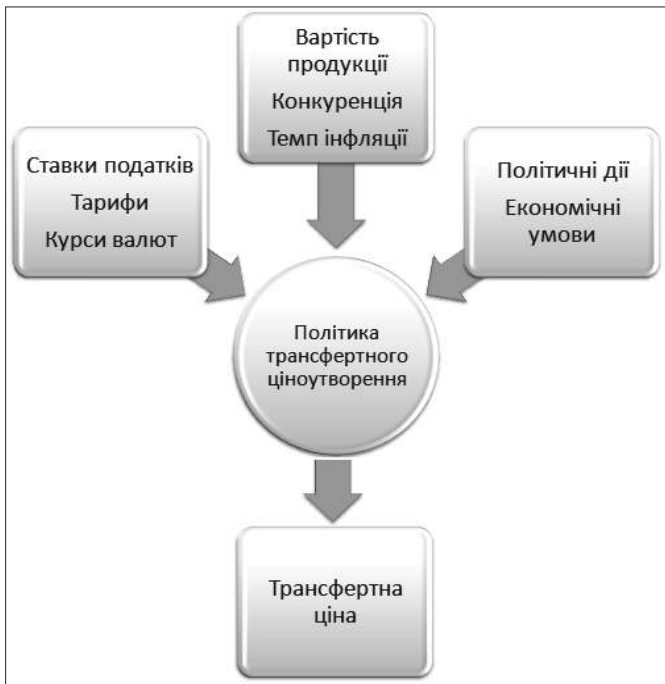 Вартість
продукції
Конкуренція
Темп інфляції
Ставки податків
Тарифи
Курси валют
Політичні дії
Економічні
умови
Політика
трансфертного
ціноутворення
Трансфертна
ціна